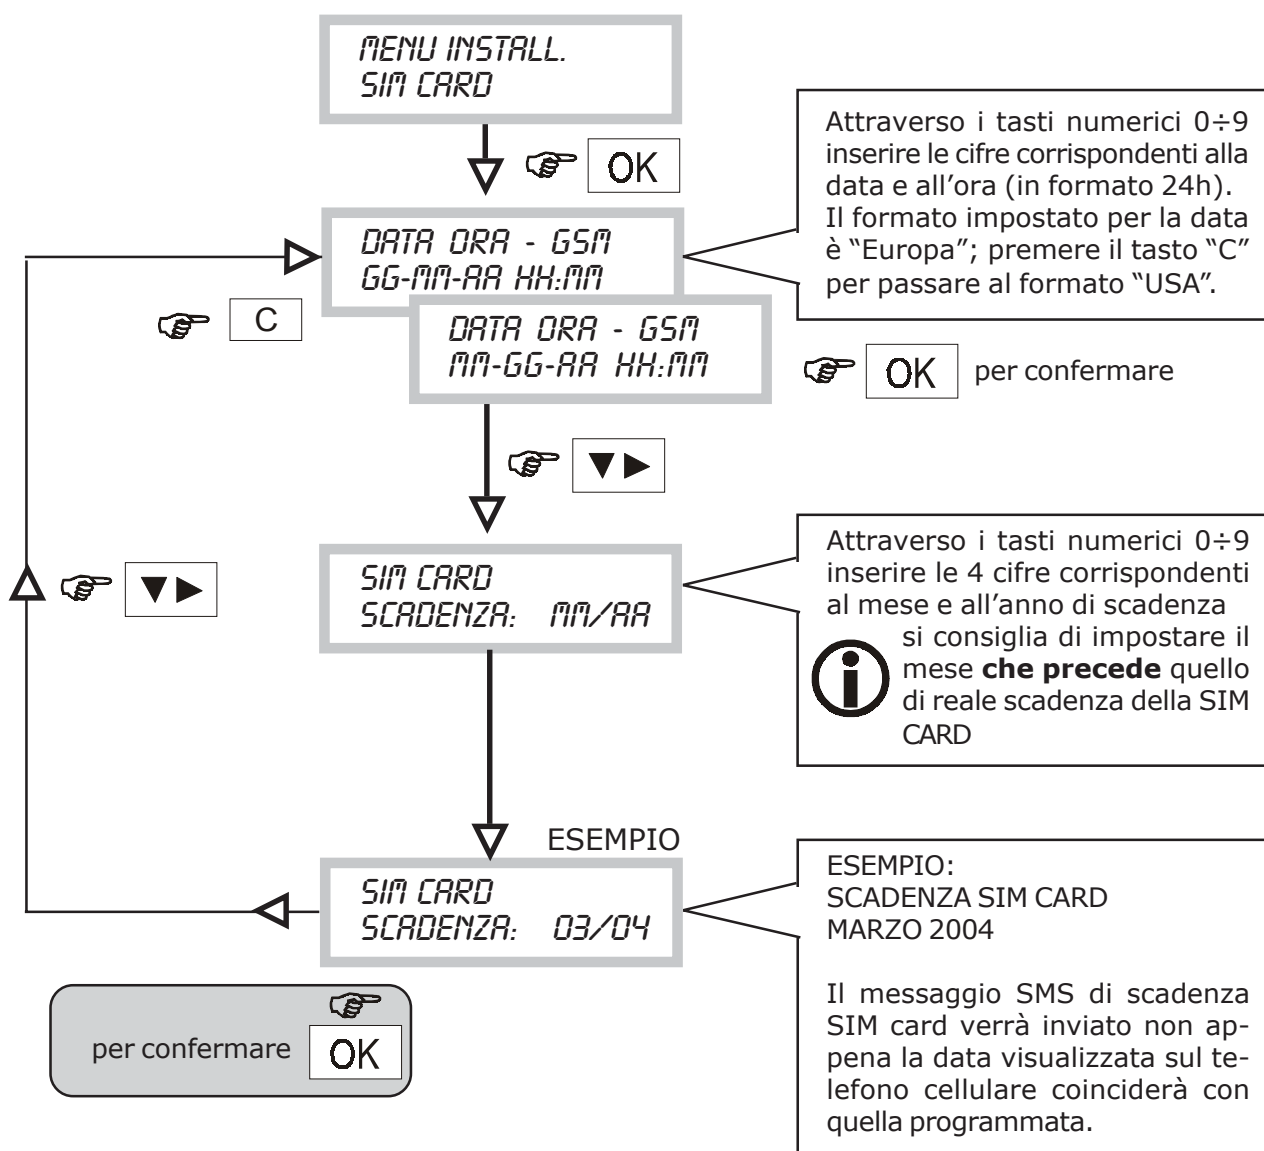 MENU INSTALL.
SIM CARD
OK
Attraverso i tasti numerici 0÷9
inserire le cifre corrispondenti alla
data e all'ora (in formato 24h).
Il formato impostato per la data
è “Europa”; premere il tasto “C”
per passare al formato “USA”.
DATA ORA - GSM
GG-MM-AA HH:MM
C
DATA ORA - GSM
MM-GG-AA HH:MM
OK per confermare
▼►
SIM CARD
SCADENZA: MM/AA
Attraverso i tasti numerici 0÷9
inserire le 4 cifre corrispondenti
al mese e all'anno di scadenza
si consiglia di impostare il
mese che precede quello
di reale scadenza della SIM
CARD
▼►
ESEMPIO
SIM CARD
SCADENZA: 03/04
ESEMPIO:
SCADENZA SIM CARD
MARZO 2004
Il messaggio SMS di scadenza
SIM card verrà inviato non ap-
pena la data visualizzata sul te-
lefono cellulare coinciderà con
quella programmata.
per confermare OK